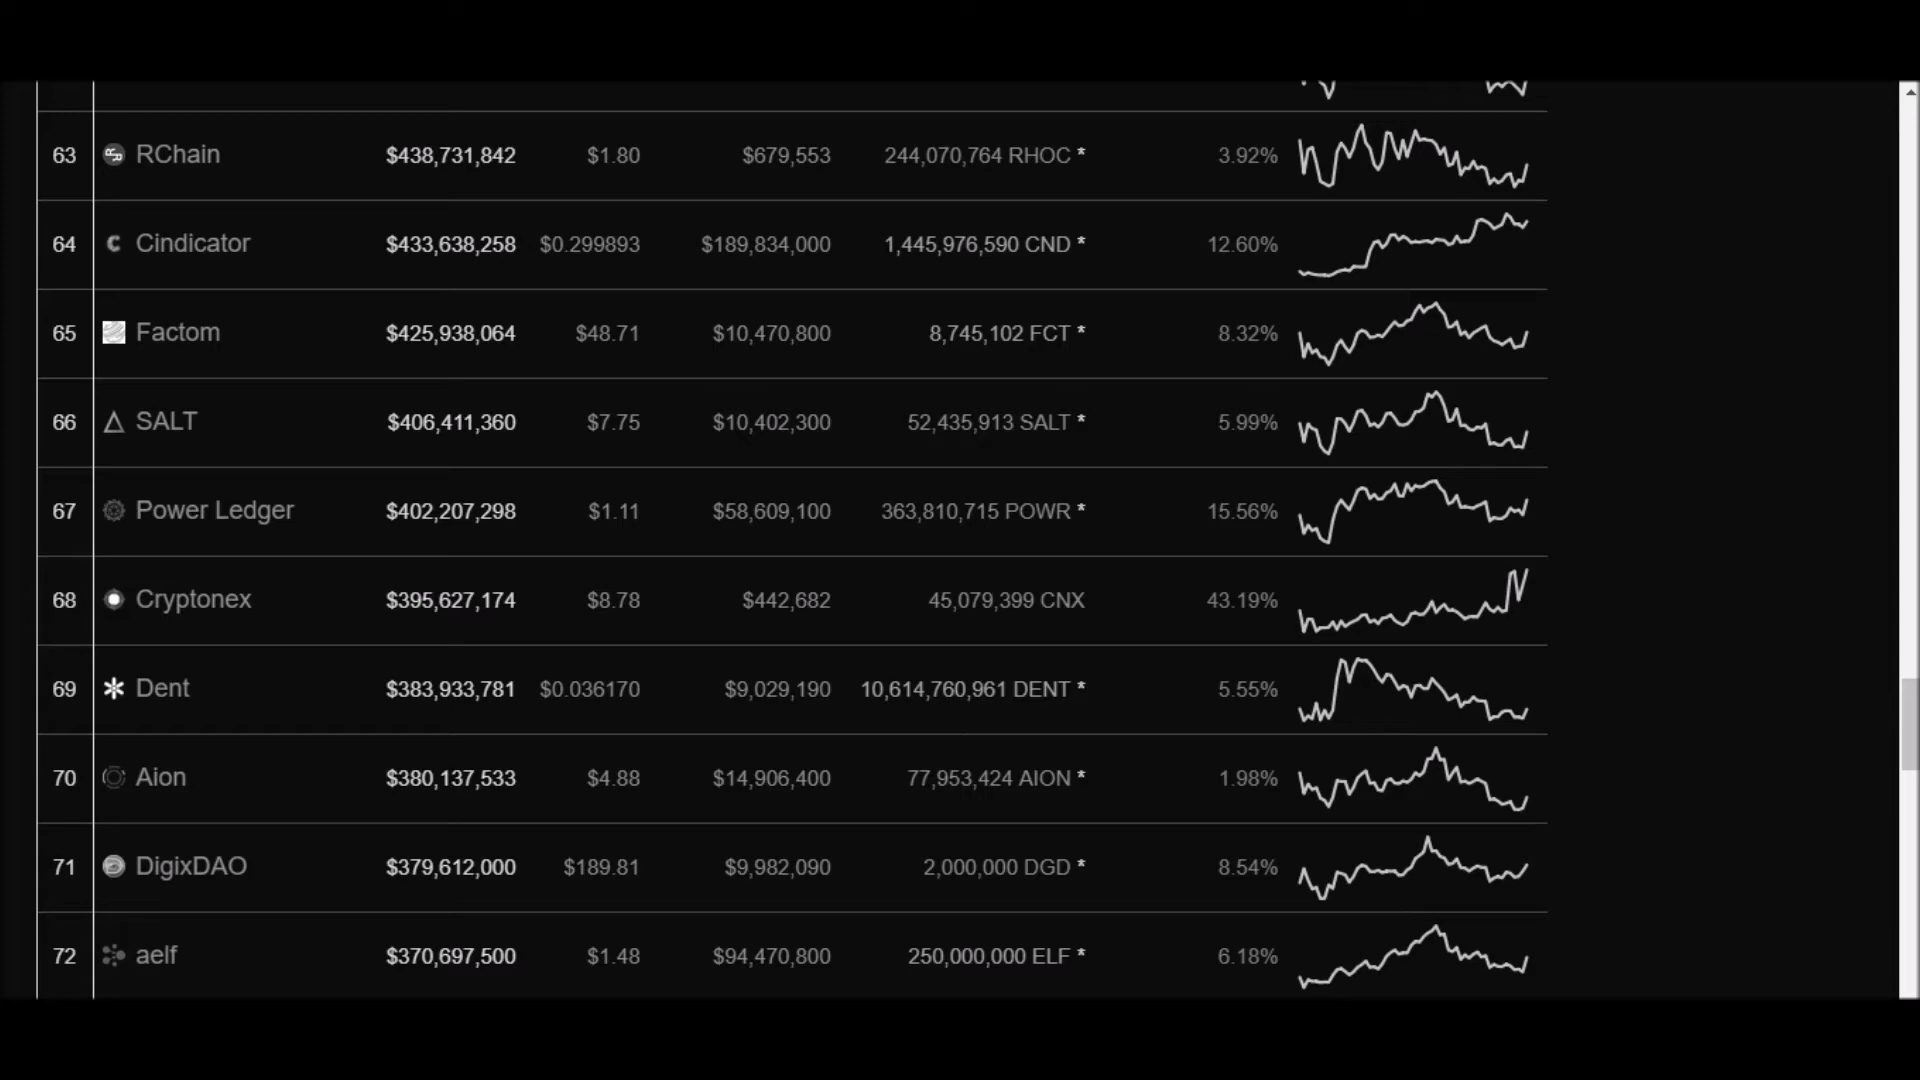 63 RChain $438,731,842 $1.80 $679,553 244,070,764 RHOC * 3.92%
64 Cindicator $433,638,258 $0.299893 $189,834,000 1,445,976,590 CND * 12.60%
65 Factom $425,938,064 $48.71 $10,470,800 8,745,102 FCT * 8.32%
66 SALT $406,411,360 $7.75 $10,402,300 52,435,913 SALT * 5.99%
67 Power Ledger $402,207,298 $1.11 $58,609,100 363,810,715 POWR * 15.56%
68 Cryptonex $395,627,174 $8.78 $442,682 45,079,399 CNX 43.19%
69 Dent $383,933,781 $0.036170 $9,029,190 10,614,760,961 DENT * 5.55%
70 Aion $380,137,533 $4.88 $14,906,400 77,953,424 AION * 1.98%
71 DigixDAO $379,612,000 $189.81 $9,982,090 2,000,000 DGD * 8.54%
72 aelf $370,697,500 $1.48 $94,470,800 250,000,000 ELF * 6.18%